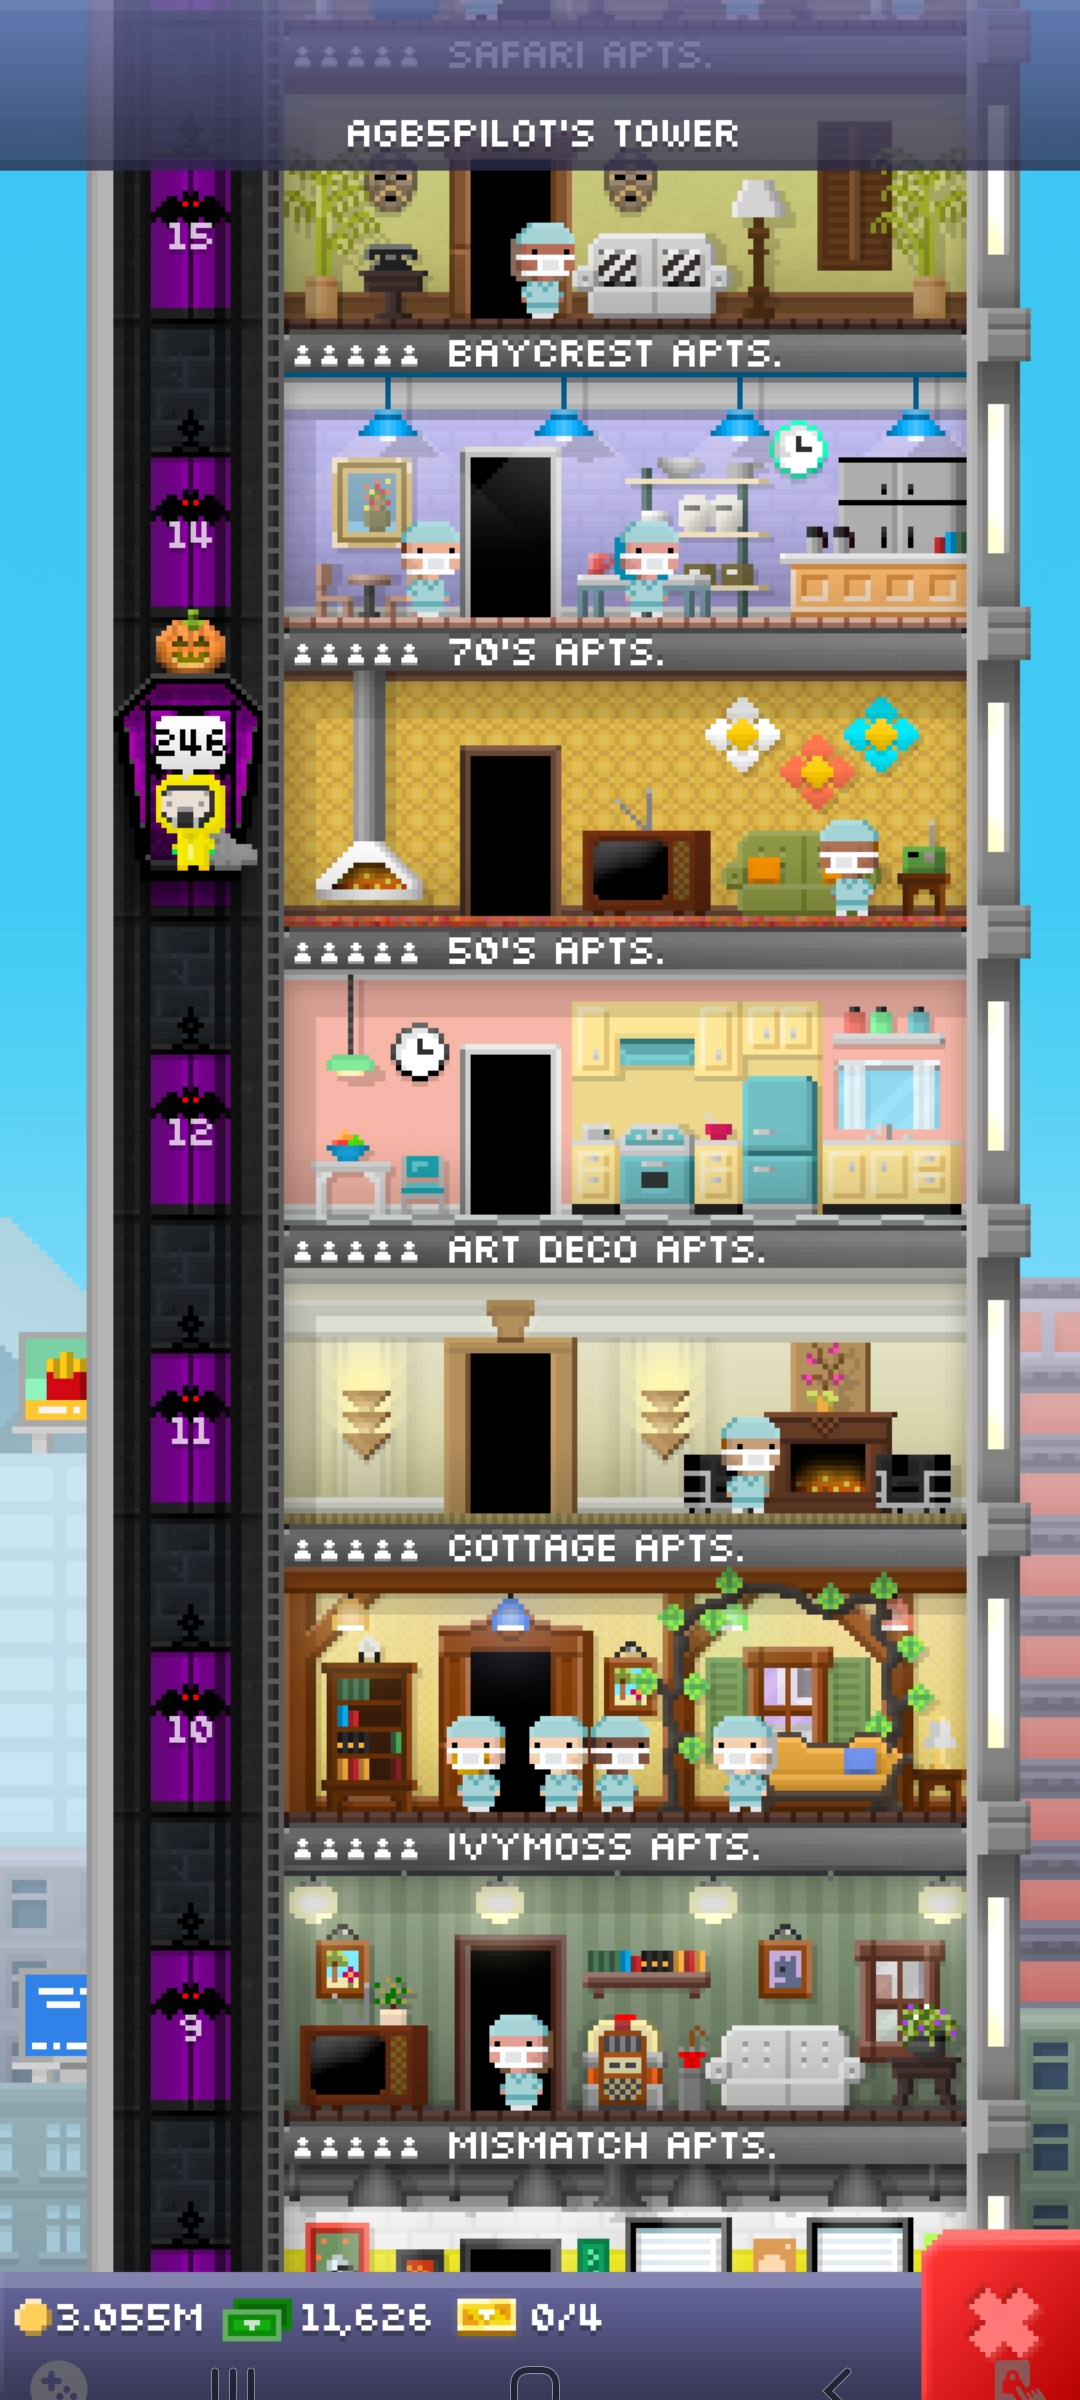 SAFARI APTS.
AGB5PILOT'S TOWER
15
BAYCREST APTS.
14
70'S APTS.
246
50'S APTS.
12
ART DECO APTS.
11
COTTAGE APTS.
10
IVYMOSS APTS.
9
MISMATCH APTS.
3.055M 11,626 0/4